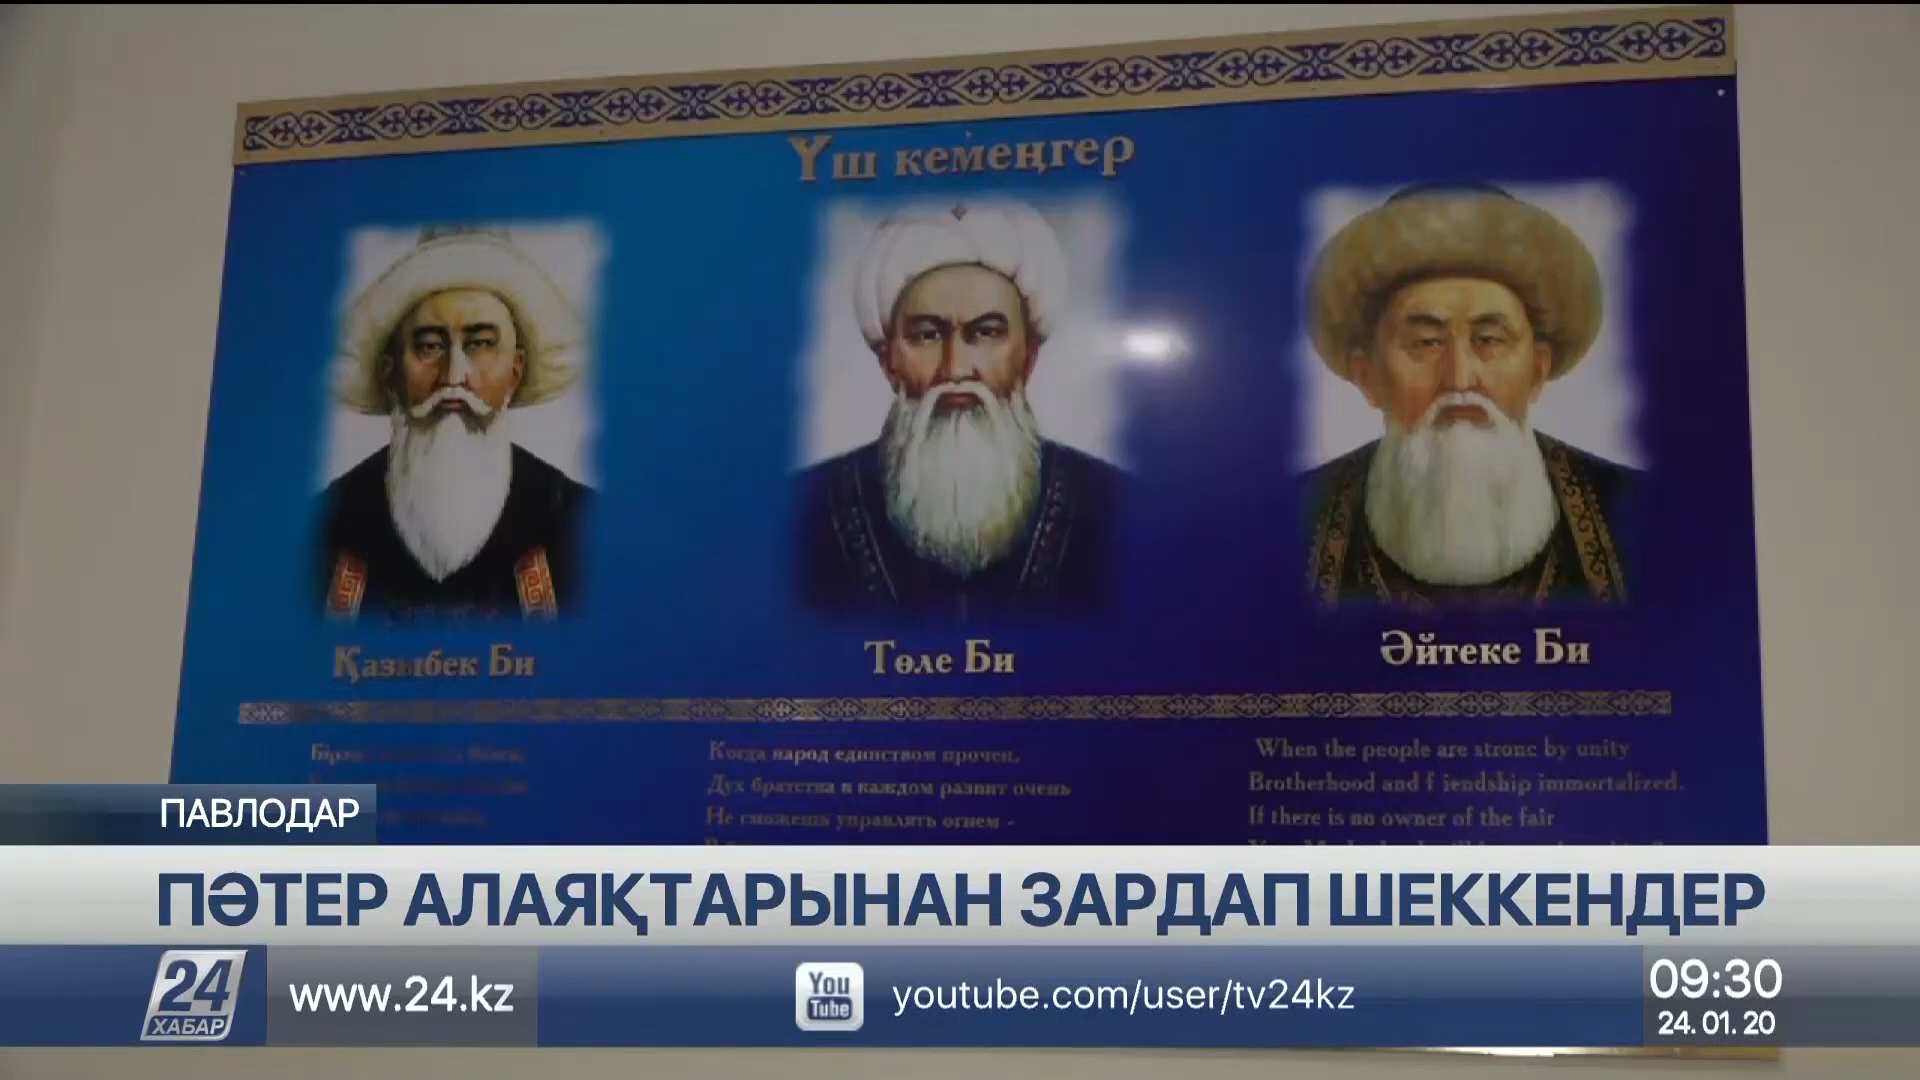 Үш кемеңгер
Қазыбек Би
Төле Би
Әйтеке Би
Когда народ единством прочен,
Дух братства в каждом развит очень
Не сможешь управлять огнем -
When the people are strong by unity
Brotherhood and f iendship immortalized.
If there is no owner of the fair
ПАВЛОДАР
ПӘТЕР АЛАЯҚТАРЫНАН ЗАРДАП ШЕККЕНДЕР
24
ХАБАР
www.24.kz
You
Tube
youtube.com/user/tv24kz
09:30
24. 01. 20